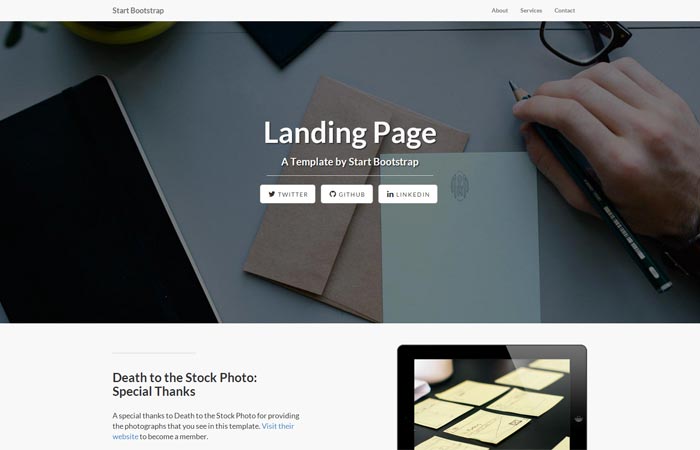 Start Bootstrap
About Services Contact
Landing Page
A Template by Start Bootstrap
TWITTER GITHUB LINKEDIN
Death to the Stock Photo:
Special Thanks
A special thanks to Death to the Stock Photo for providing
the photographs that you see in this template. Visit their
website to become a member.